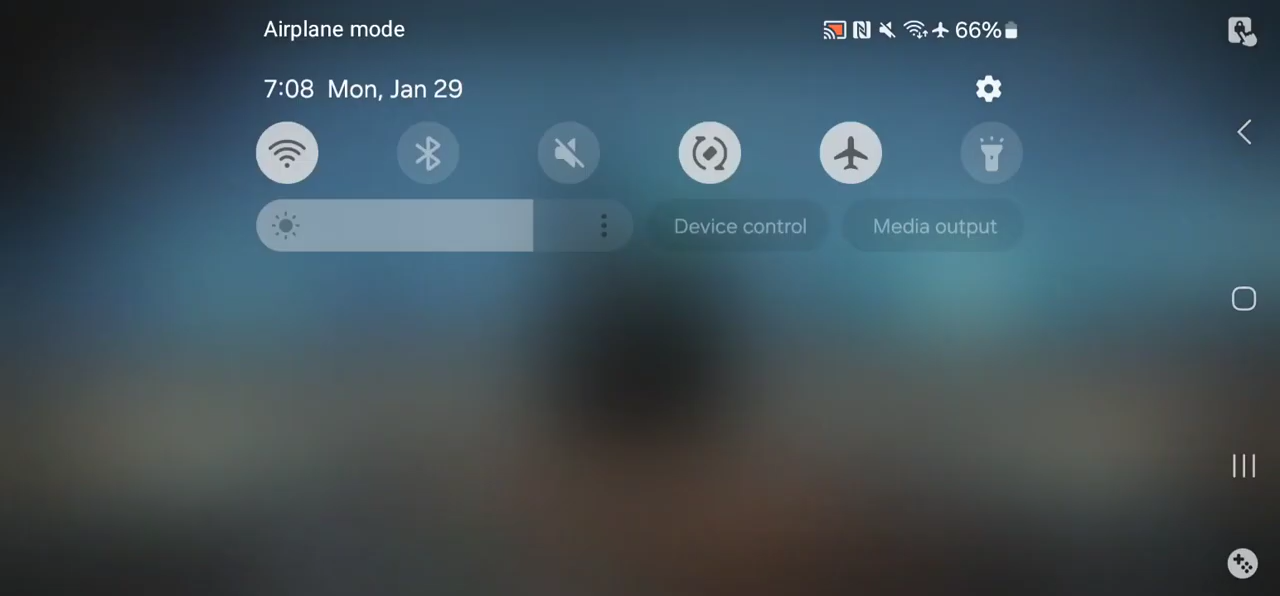 Airplane mode
66%
7:08 Mon, Jan 29
Device control
Media output